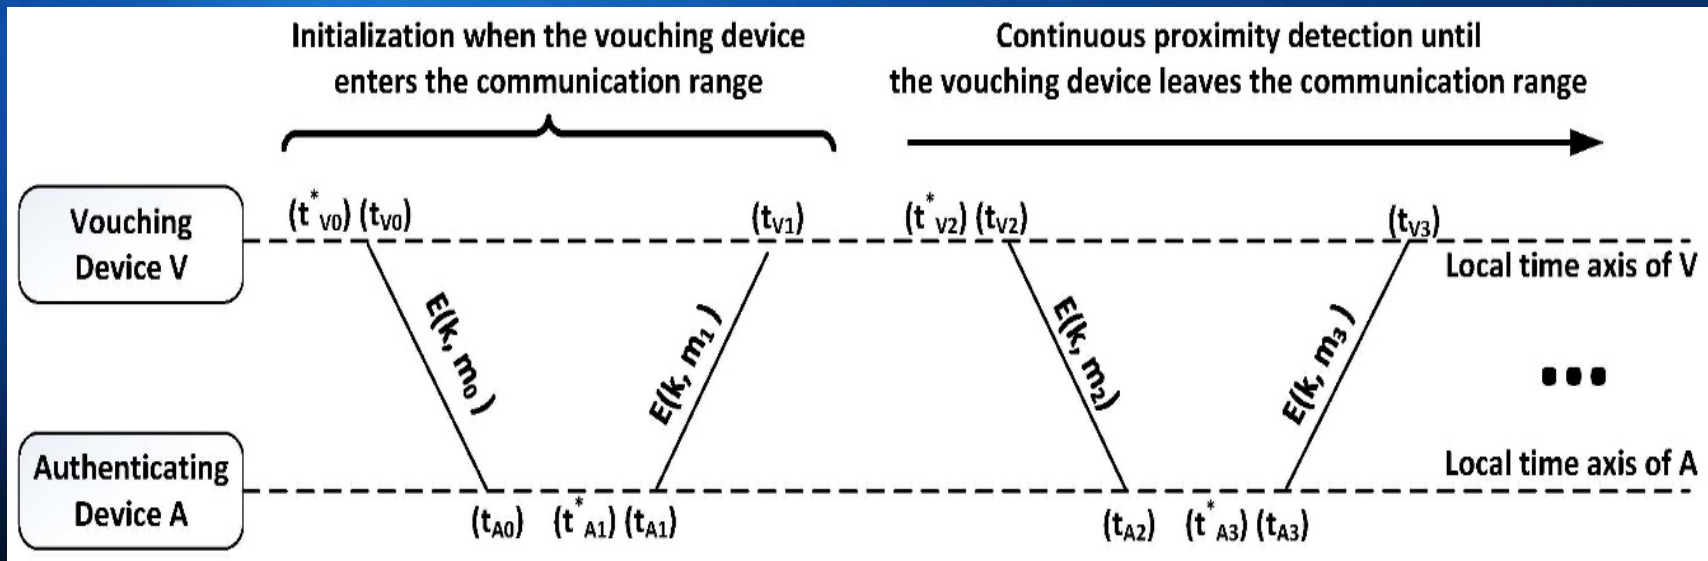 Initialization when the vouching device
enters the communication range
Continuous proximity detection until
the vouching device leaves the communication range
Vouching
Device V
(t*V0) (tV0)
(tV1)
(t*V2) (tV2)
(tV3)
Local time axis of V
E(k, m0)
E(k, m1)
E(k, m2)
E(k, m3)
...
Authenticating
Device A
Local time axis of A
(tA0)
(t*A1) (tA1)
(tA2)
(t*A3) (tA3)